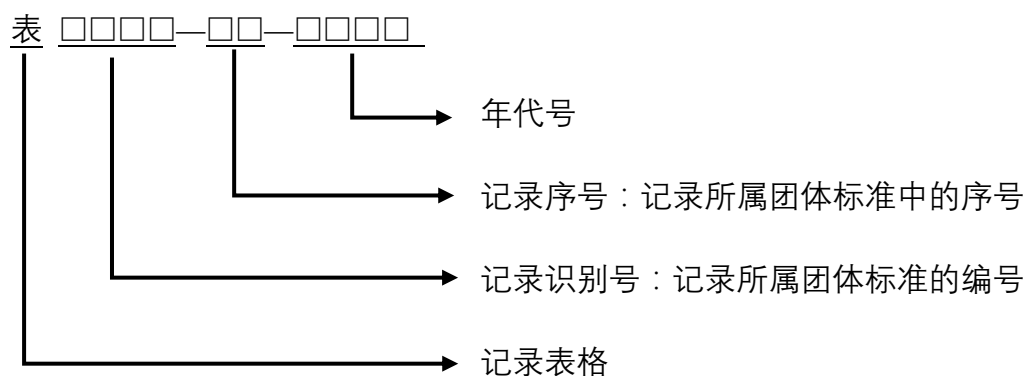 表 □□□□—□□—□□□□
年代号
记录序号：记录所属团体标准中的序号
记录识别号：记录所属团体标准的编号
记录表格